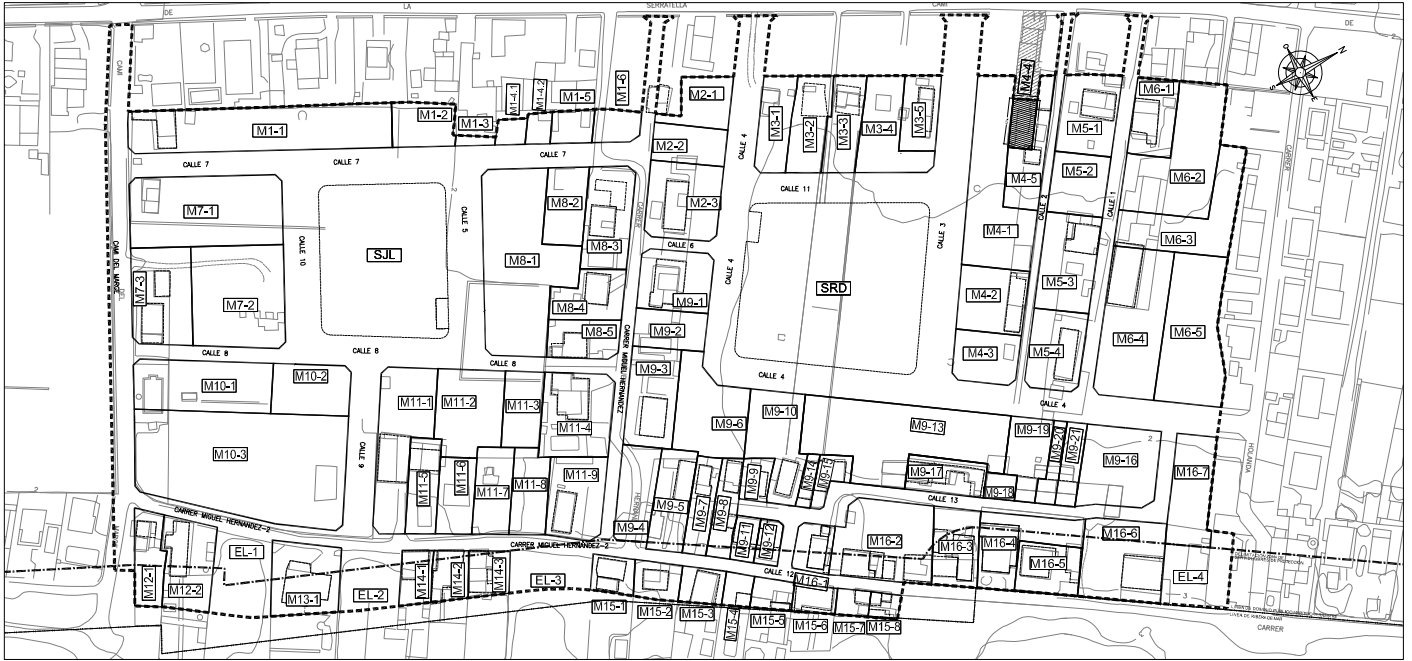 DE
LA
SERRATELLA
CAMI
DE
CAMI
M1-6
M4-4
M1-4.1
M1-4.2
M1-5
M2-1
M6-1
N
S
M1-1
M1-2
M1-3
M3-1
M3-2
M3-3
M3-4
M3-5
M5-1
CALLE 7
CALLE 7
CALLE 7
M2-2
CALLE 4
CARRER
CALLE 11
M4-5
M5-2
M6-2
M7-1
M8-2
M2-3
CALLE 2
CALLE 1
CARRER
CALLE 5
CALLE 10
M8-3
CALLE 6
CALLE 3
M4-1
M6-3
CAMI DEL MARGE
DEL
SJL
M8-1
CALLE 4
SRD
M7-3
M7-2
M8-4
M9-1
M4-2
M5-3
M8-5
M9-2
M6-4
M6-5
CALLE 8
CALLE 8
CALLE 8
CARRER MIGUEL HERNANDEZ
M9-3
M4-3
M5-4
M10-1
M10-2
CALLE 4
CALLE 4
M11-1
M11-2
M11-3
M11-4
M9-6
M9-10
M9-13
M9-19
M9-20
M9-21
M9-16
2
M10-3
CALLE 9
HOLANDA
M11-5
M11-6
M11-7
M11-8
M11-9
M9-5
M9-7
M9-8
M9-9
M9-14
M9-15
M9-17
M9-18
M16-7
CALLE 13
CARRER MIGUEL HERNANDEZ-2
M9-4
M9-11
M9-12
M16-6
CARRER MIGUEL HERNANDEZ-2
M16-2
M16-3
M16-4
M16-5
EL-1
M12-1
M12-2
M13-1
EL-2
M14-1
M14-2
M14-3
EL-3
CALLE 12
M16-1
EL-4
3
M15-1
M15-2
M15-3
M15-4
M15-5
M15-6
M15-7
M15-8
CARRER